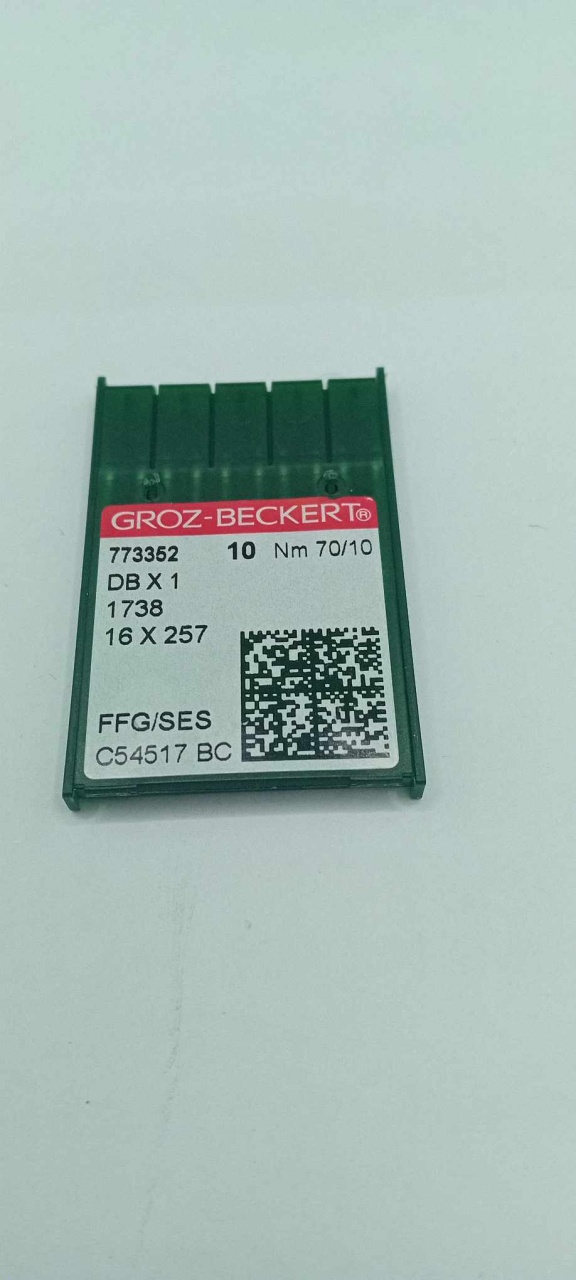 GROZ-BECKERT®
773352 10 Nm 70/10
DB X 1
1738
16 X 257
FFG/SES
C54517 BC